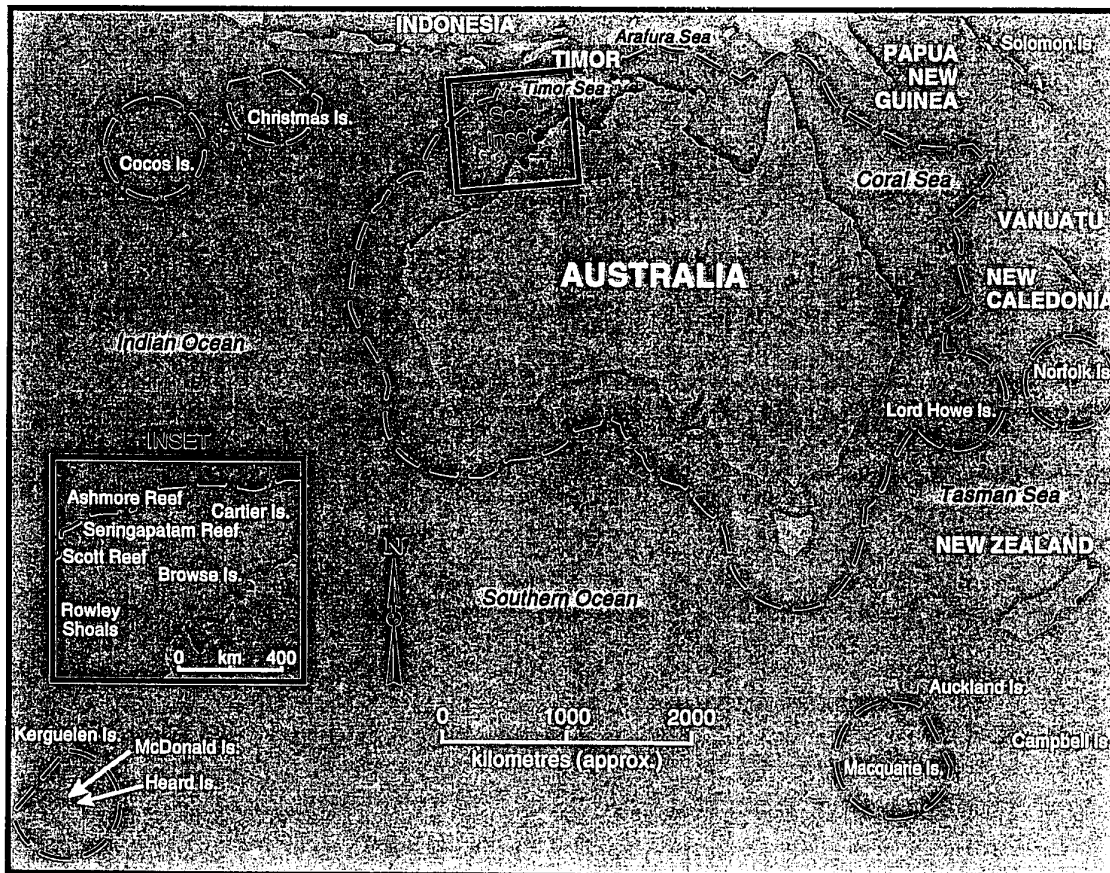 INDONESIA
Arafura Sea
Solomon Is.
TIMOR
PAPUA
NEW
GUINEA
Timor Sea
Christmas Is.
See
Inset
Cocos Is.
Coral Sea
VANUATU
AUSTRALIA
NEW
CALEDONIA
Indian Ocean
Norfolk Is
Lord Howe Is.
INSET
Ashmore Reef
Cartier Is.
Tasman Sea
Seringapatam Reef
Scott Reef
NEW ZEALAND
N
Browse Is.
Southern Ocean
Rowley
Shoals
0 km 400
Auckland Is.
0 1000 2000
kilometres (approx.)
Kerguelen Is.
McDonald Is.
Campbell Is
Heard Is.
Macquarie Is.